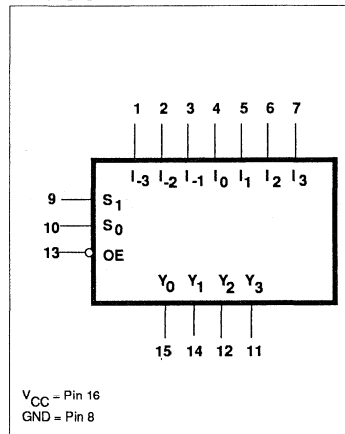 1 2 3 4 5 6 7
I-3 I-2 I-1 I0 I1 I2 I3
9 S1
10 S0
13 OE
Y0 Y1 Y2 Y3
15 14 12 11
VCC = Pin 16
GND = Pin 8